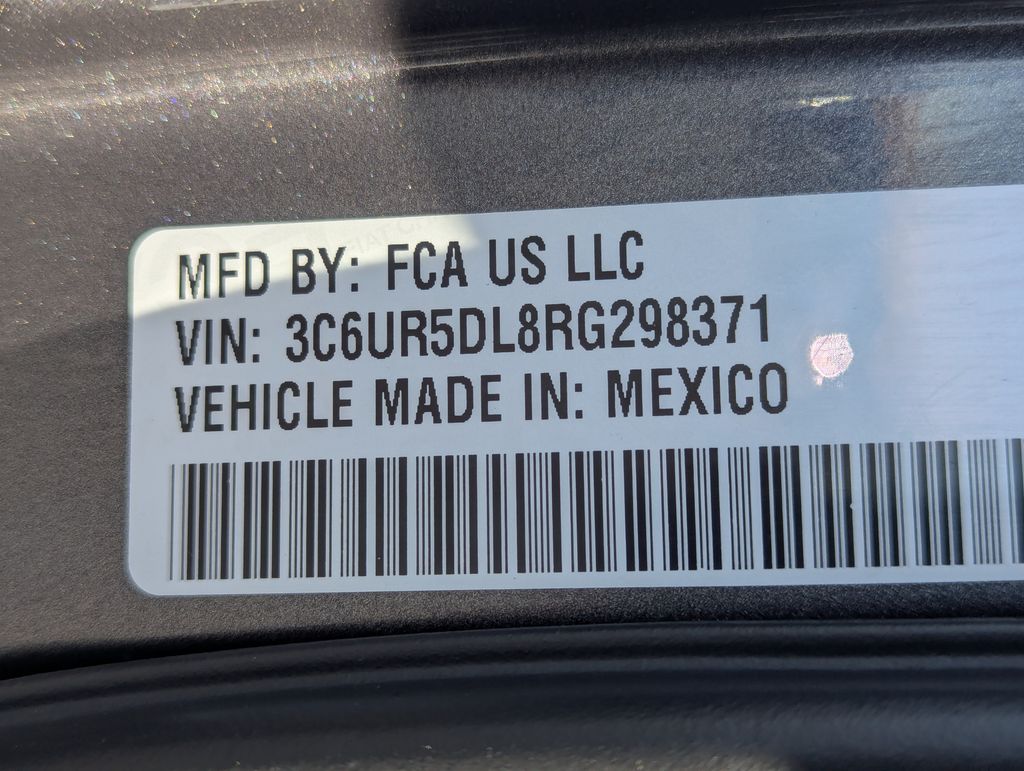 MFD BY: FCA US LLC
VIN: 3C6UR5DL8RG298371
VEHICLE MADE IN: MEXICO